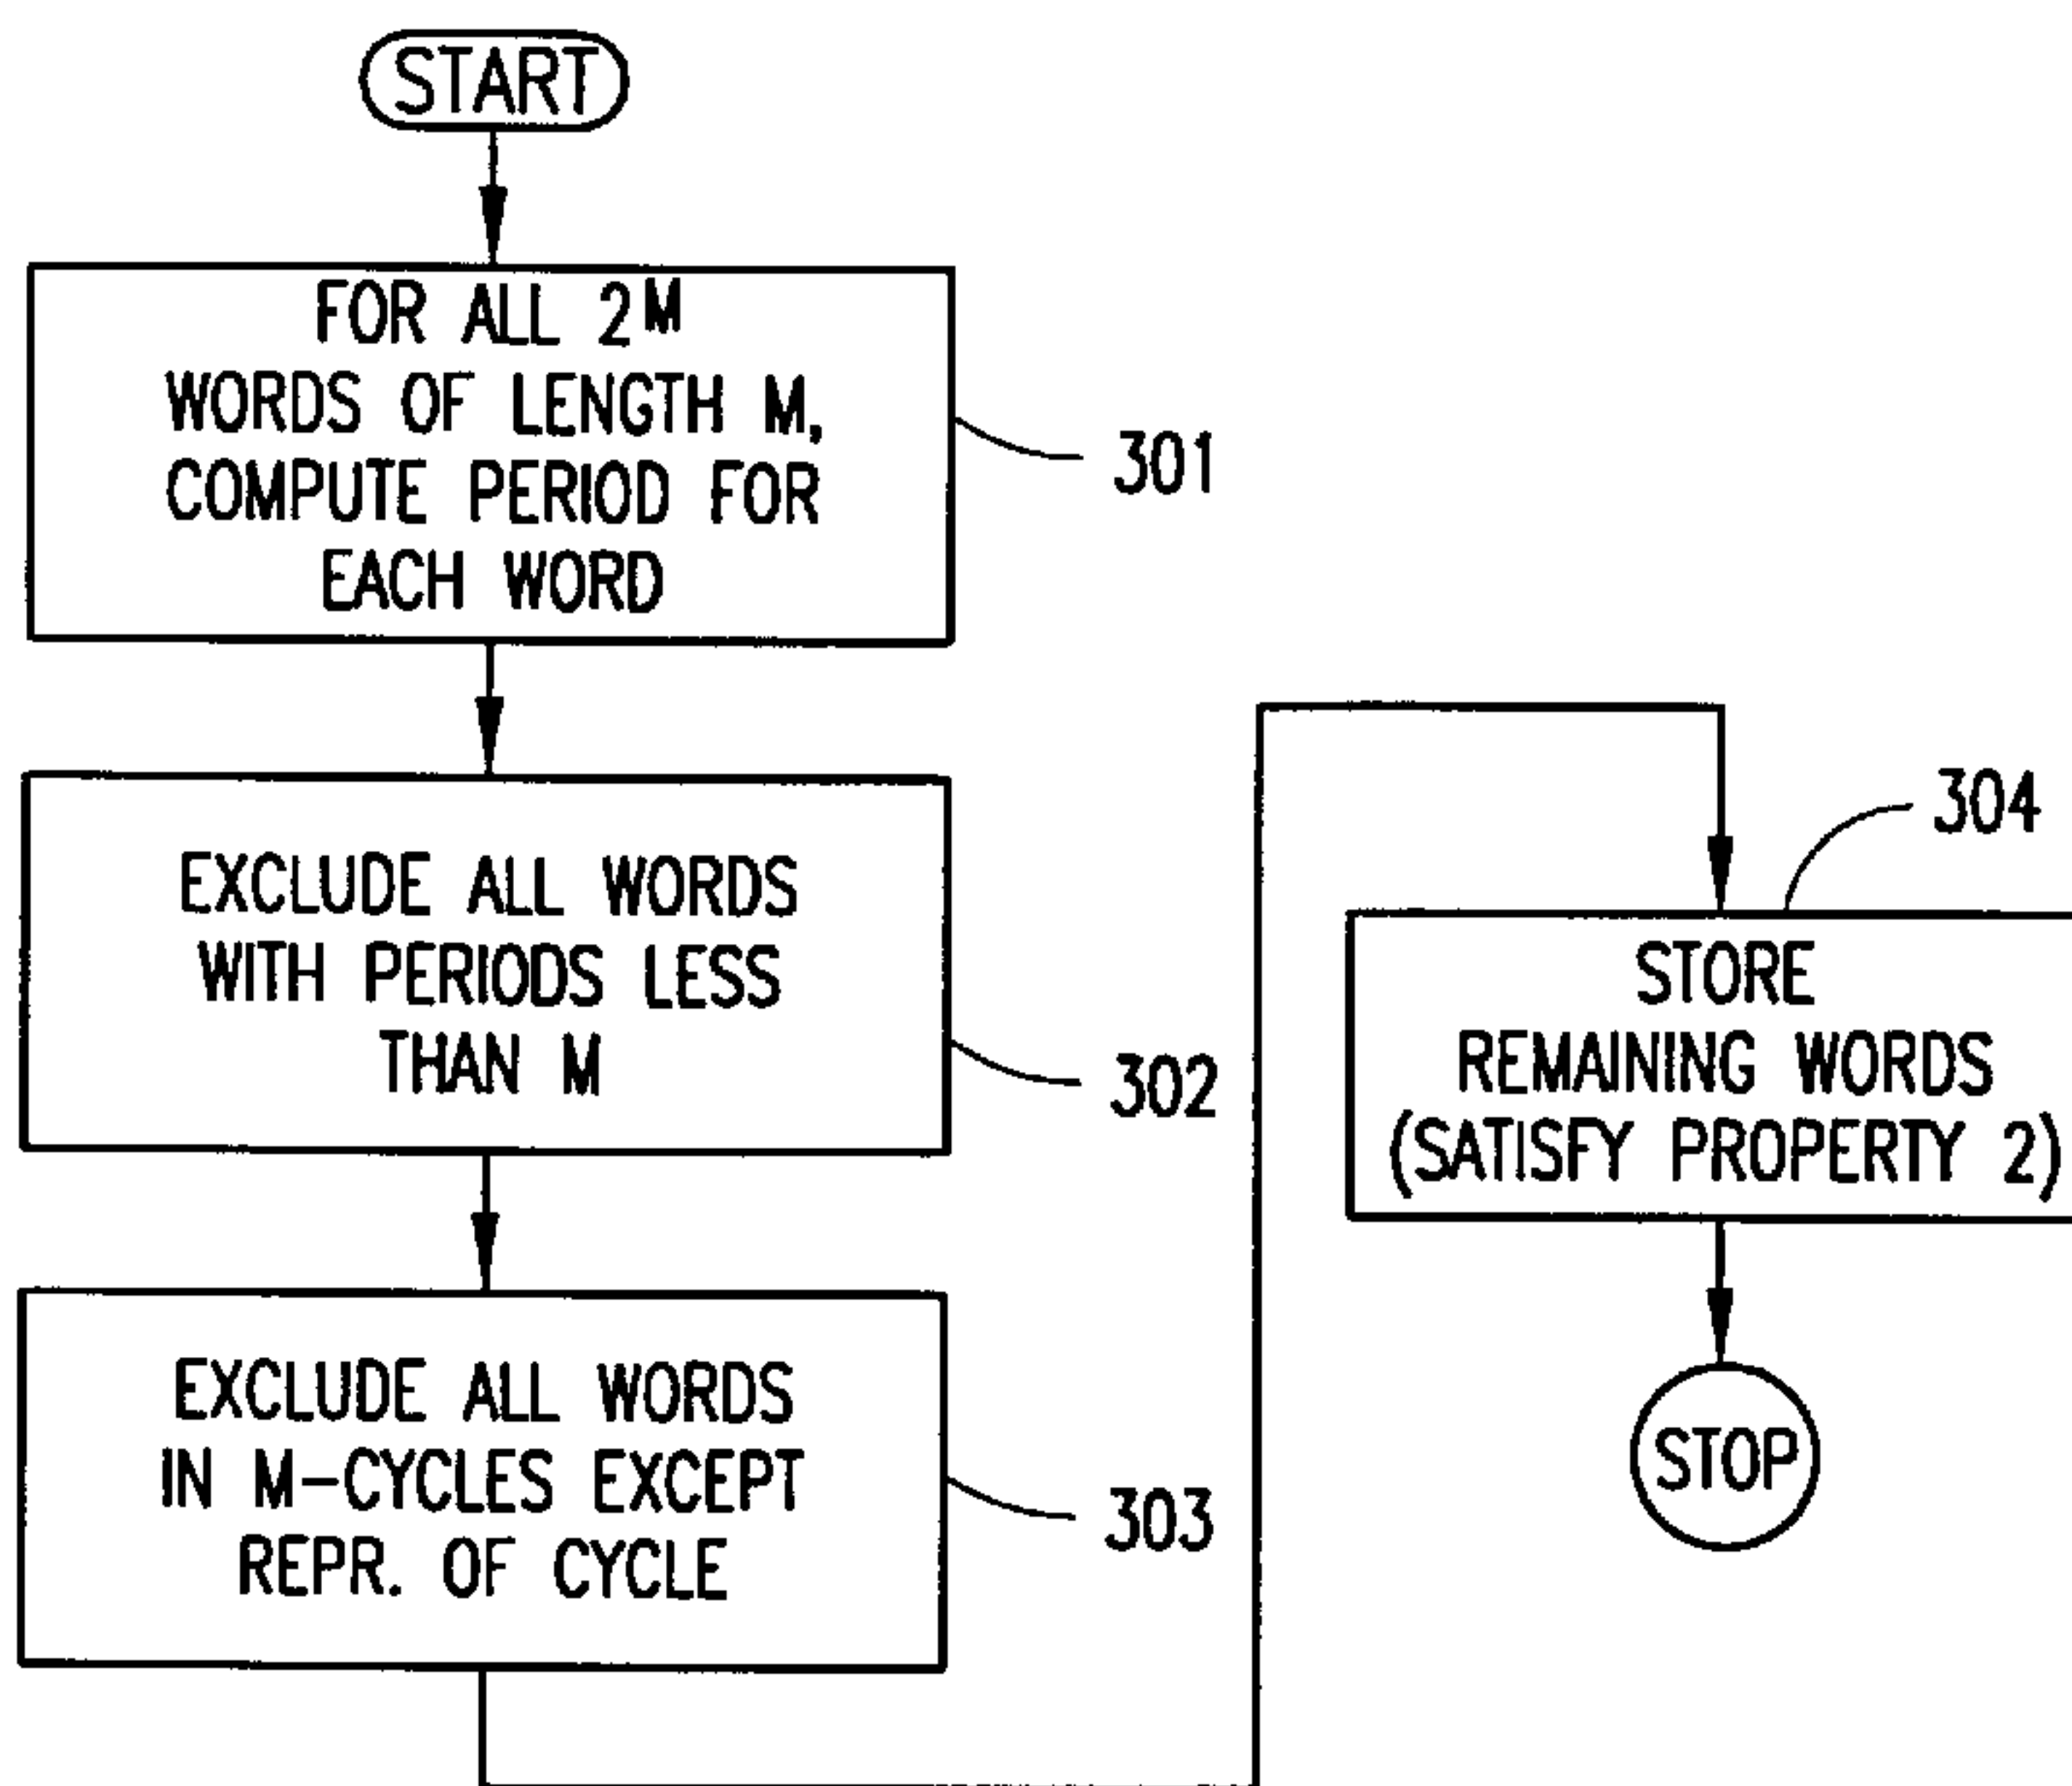 START
FOR ALL 2^M
WORDS OF LENGTH M,
COMPUTE PERIOD FOR
EACH WORD
301
EXCLUDE ALL WORDS
WITH PERIODS LESS
THAN M
302
EXCLUDE ALL WORDS
IN M-CYCLES EXCEPT
REPR. OF CYCLE
303
304
STORE
REMAINING WORDS
(SATISFY PROPERTY 2)
STOP